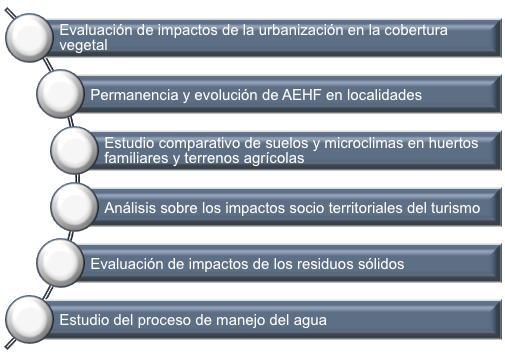 Evaluación de impactos de la urbanización en la cobertura
vegetal
Permanencia y evolución de AEHF en localidades
Estudio comparativo de suelos y microclimas en huertos
familiares y terrenos agrícolas
Análisis sobre los impactos socio territoriales del turismo
Evaluación de impactos de los residuos sólidos
Estudio del proceso de manejo del agua